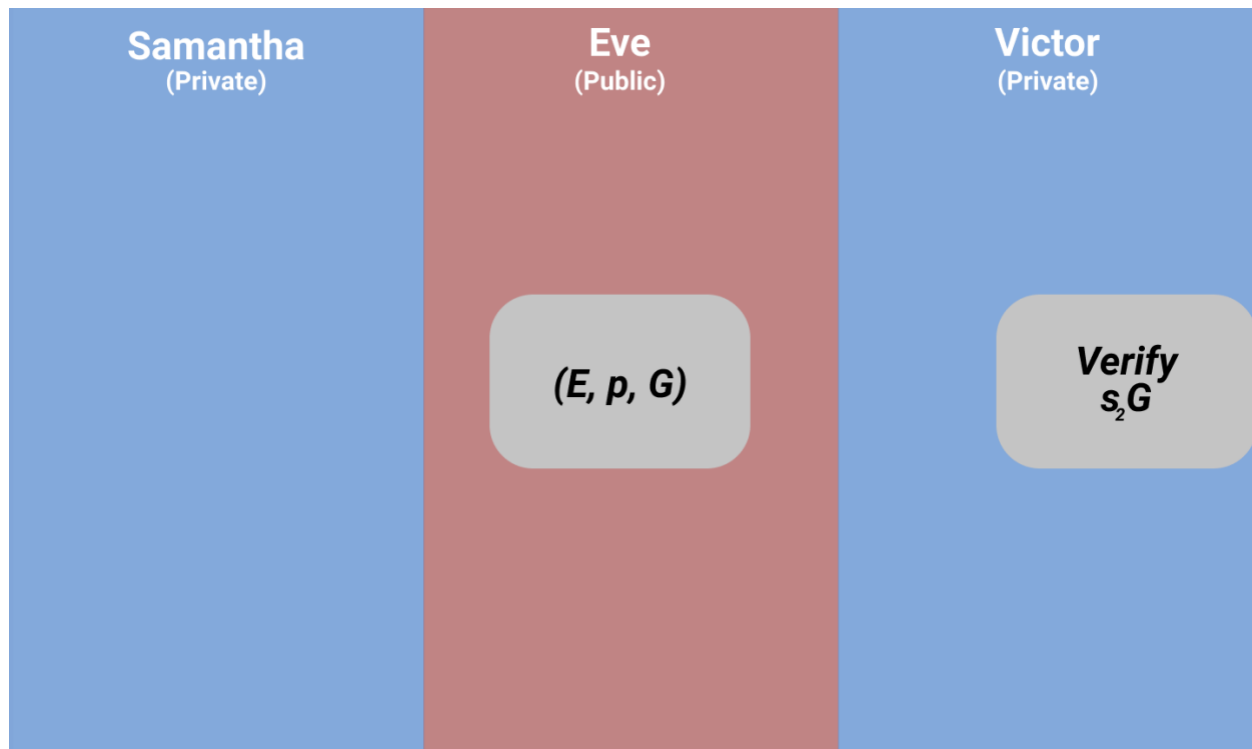 Samantha
(Private)
Eve
(Public)
Victor
(Private)
(E, p, G)
Verify
s₂G